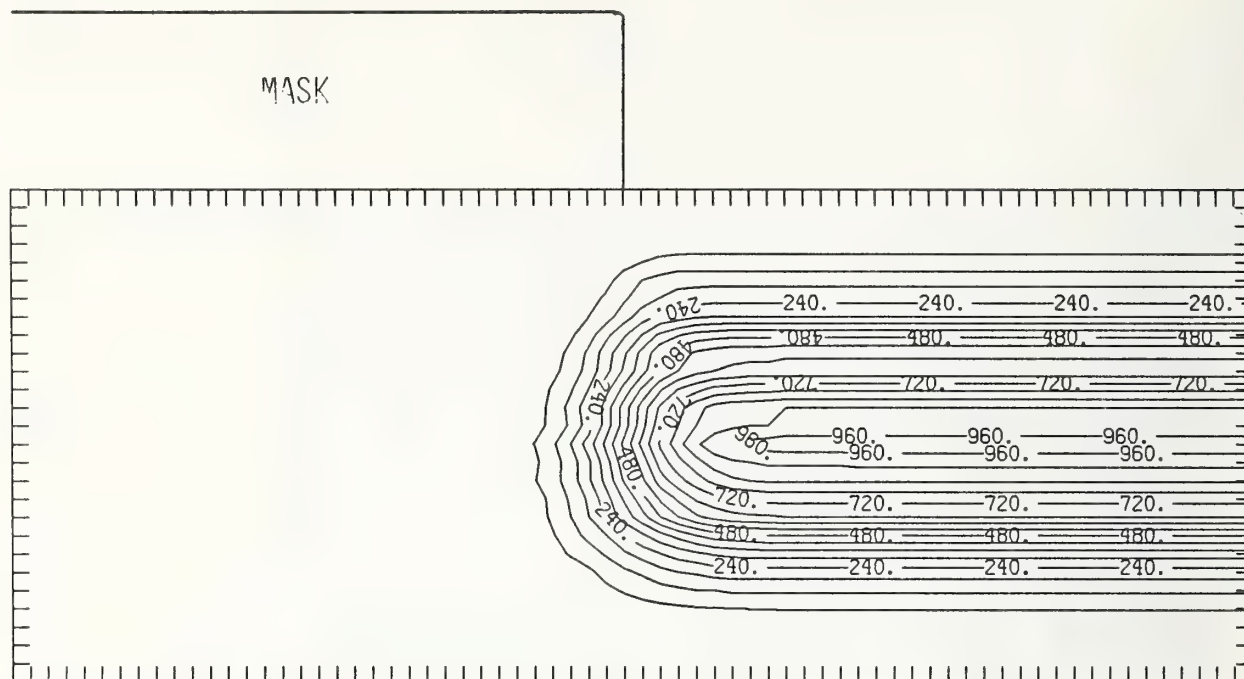 MASK
240. 240. 240. 240. 240.
480. 480. 480. 480. 480.
240. 720. 720. 720. 720. 720.
980. 960. 960. 960.
480. 960. 960. 960.
720. 720. 720. 720.
240. 480. 480. 480. 480.
240. 240. 240. 240.